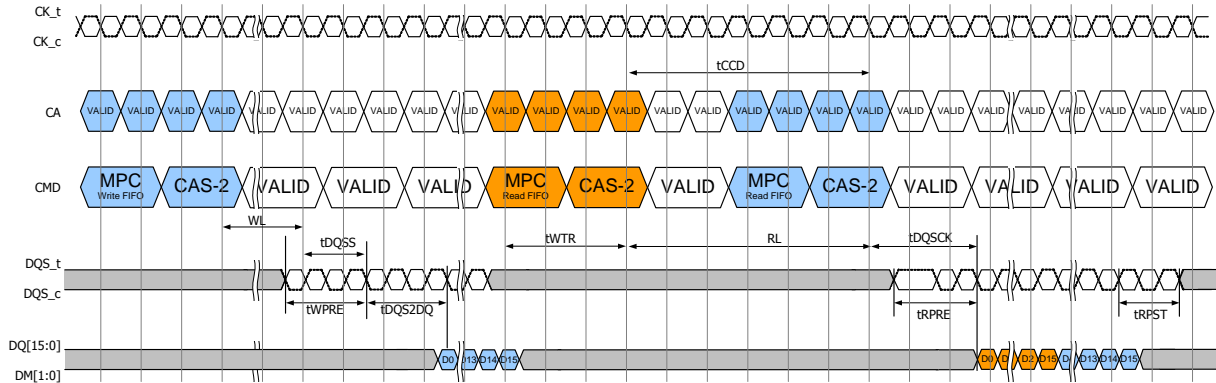 CK_t
CK_c
tCCD
CA VALID VALID VALID VALID VALID VALID VALID VALID VALID VALID VALID VALID VALID VALID VALID VALID VALID VALID VALID VALID VALID VALID VALID VALID VALID VALID VALID VALID
CMD MPC CAS-2 VALID VALID VALID MPC CAS-2 VALID MPC CAS-2 VALID VALID VALID VALID
Write FIFO Read FIFO Read FIFO
WL tDQSS tWTR RL tDQSCK
DQS_t
DQS_c
tWPRE tDQS2DQ tRPRE tRPST
DQ[15:0] D0 D13 D14 D15 D0 D2 D15 D13 D14 D15
DM[1:0]